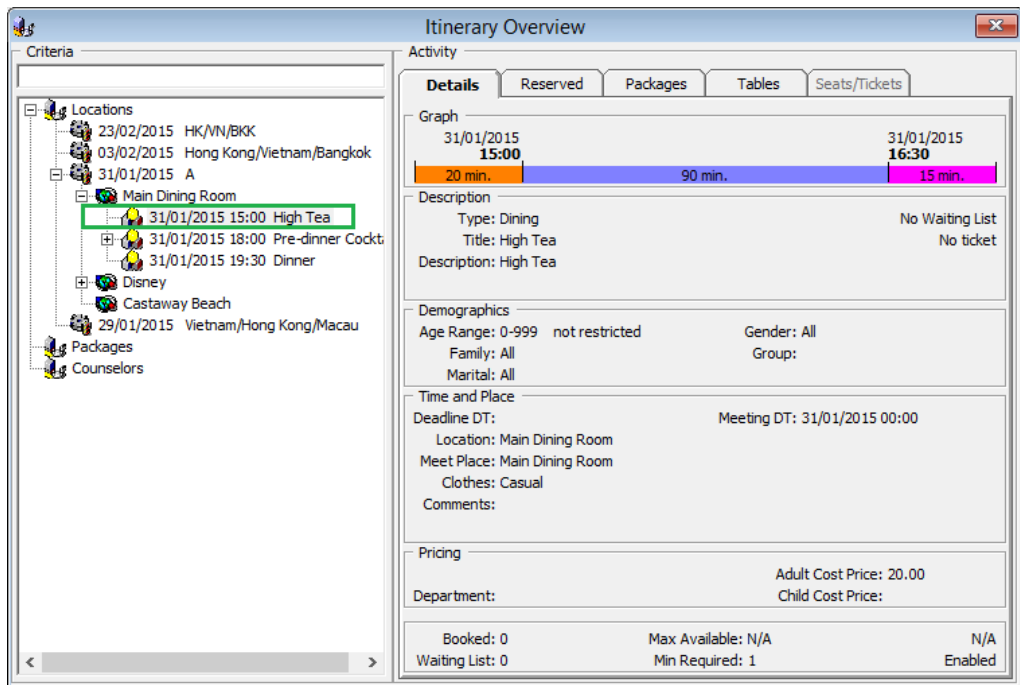 Itinerary Overview
Criteria
Locations
23/02/2015 HK/VN/BKK
03/02/2015 Hong Kong/Vietnam/Bangkok
31/01/2015 A
Main Dining Room
31/01/2015 15:00 High Tea
31/01/2015 18:00 Pre-dinner Cockt
31/01/2015 19:30 Dinner
Disney
Castaway Beach
29/01/2015 Vietnam/Hong Kong/Macau
Packages
Counselors
Activity
Details Reserved Packages Tables Seats/Tickets
Graph
31/01/2015 31/01/2015
15:00 16:30
20 min. 90 min. 15 min.
Description
Type: Dining No Waiting List
Title: High Tea No ticket
Description: High Tea
Demographics
Age Range: 0-999 not restricted Gender: All
Family: All Group:
Marital: All
Time and Place
Deadline DT: Meeting DT: 31/01/2015 00:00
Location: Main Dining Room
Meet Place: Main Dining Room
Clothes: Casual
Comments:
Pricing
Adult Cost Price: 20.00
Department: Child Cost Price:
Booked: 0 Max Available: N/A N/A
Waiting List: 0 Min Required: 1 Enabled